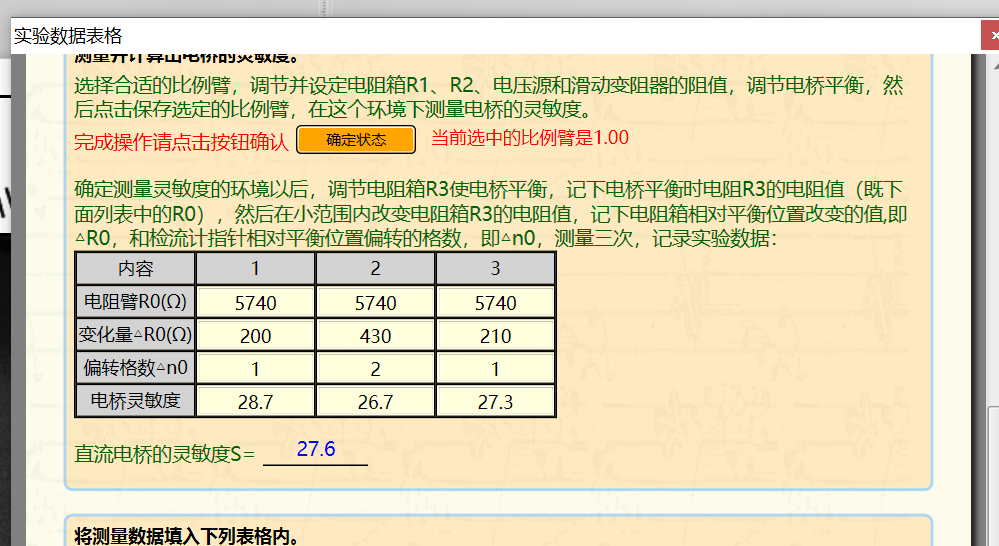 实验数据表格
测量并计算出电桥的灵敏度。
选择合适的比例臂，调节并设定电阻箱R1、R2、电压源和滑动变阻器的阻值，调节电桥平衡，然
后点击保存选定的比例臂，在这个环境下测量电桥的灵敏度。
完成操作请点击按钮确认 确定状态 当前选中的比例臂是1.00
确定测量灵敏度的环境以后，调节电阻箱R3使电桥平衡，记下电桥平衡时电阻R3的电阻值（既下
面列表中的R0），然后在小范围内改变电阻箱R3的电阻值，记下电阻箱相对平衡位置改变的值,即
△R0，和检流计指针相对平衡位置偏转的格数，即△n0，测量三次，记录实验数据：
内容 1 2 3
电阻臂R0(Ω) 5740 5740 5740
变化量△R0(Ω) 200 430 210
偏转格数△n0 1 2 1
电桥灵敏度 28.7 26.7 27.3
直流电桥的灵敏度S= 27.6
将测量数据填入下列表格内。